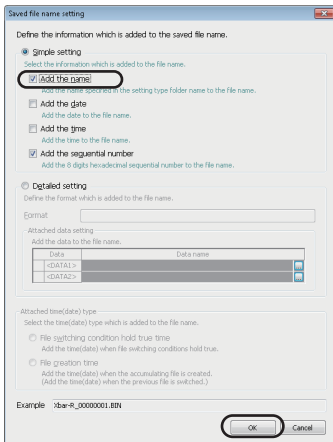 Saved file name setting
Define the information which is added to the saved file name.
Simple setting
Select the information which is added to the file name.
Add the name
Add the name specified in the setting type folder name to the file name.
Add the date
Add the date to the file name.
Add the time
Add the time to the file name.
Add the sequential number
Add the 8 digits hexadecimal sequential number to the file name.
Detailed setting
Define the format which is added to the file name.
Format
Attached data setting
Add the data to the file name.
Data Data name
<DATA1> ...
<DATA2> ...
Attached time(date) type
Select the time(date) type which is added to the file name.
File switching condition hold true time
Add the time(date) when file switching conditions hold true.
File creation time
Add the time(date) when the accumulating file is created.
(Add the time(date) when the previous file is switched.)
Example Xbar-R_00000001.BIN
OK Cancel